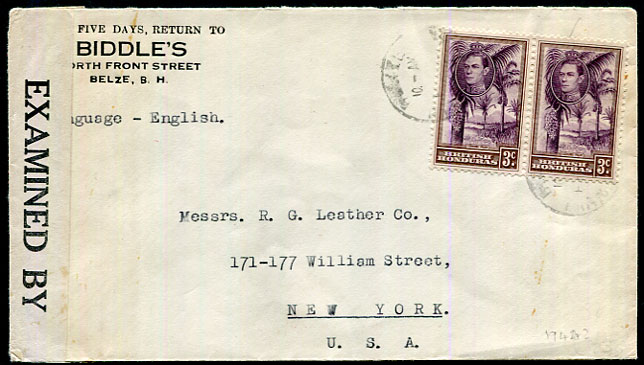 FIVE DAYS, RETURN TO
BIDDLE'S
ORTH FRONT STREET
BELZE, B. H.
nguage - English.
EXAMINED BY
BRITISH HONDURAS 3c
BRITISH HONDURAS 3c
Messrs. R. G. Leather Co.,
171-177 William Street,
NEW YORK.
U. S. A.